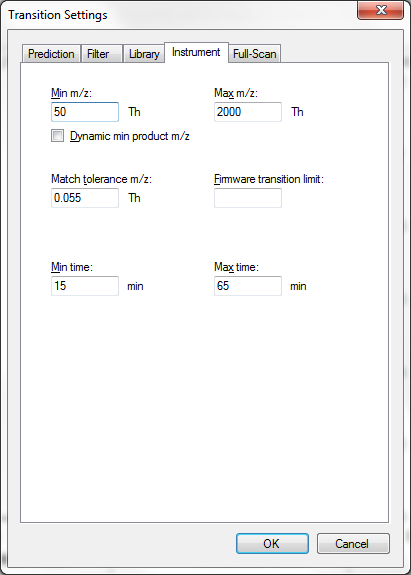 Transition Settings
Prediction Filter Library Instrument Full-Scan
Min m/z: Max m/z:
50 Th 2000 Th
Dynamic min product m/z
Match tolerance m/z: Firmware transition limit:
0.055 Th
Min time: Max time:
15 min 65 min
OK Cancel